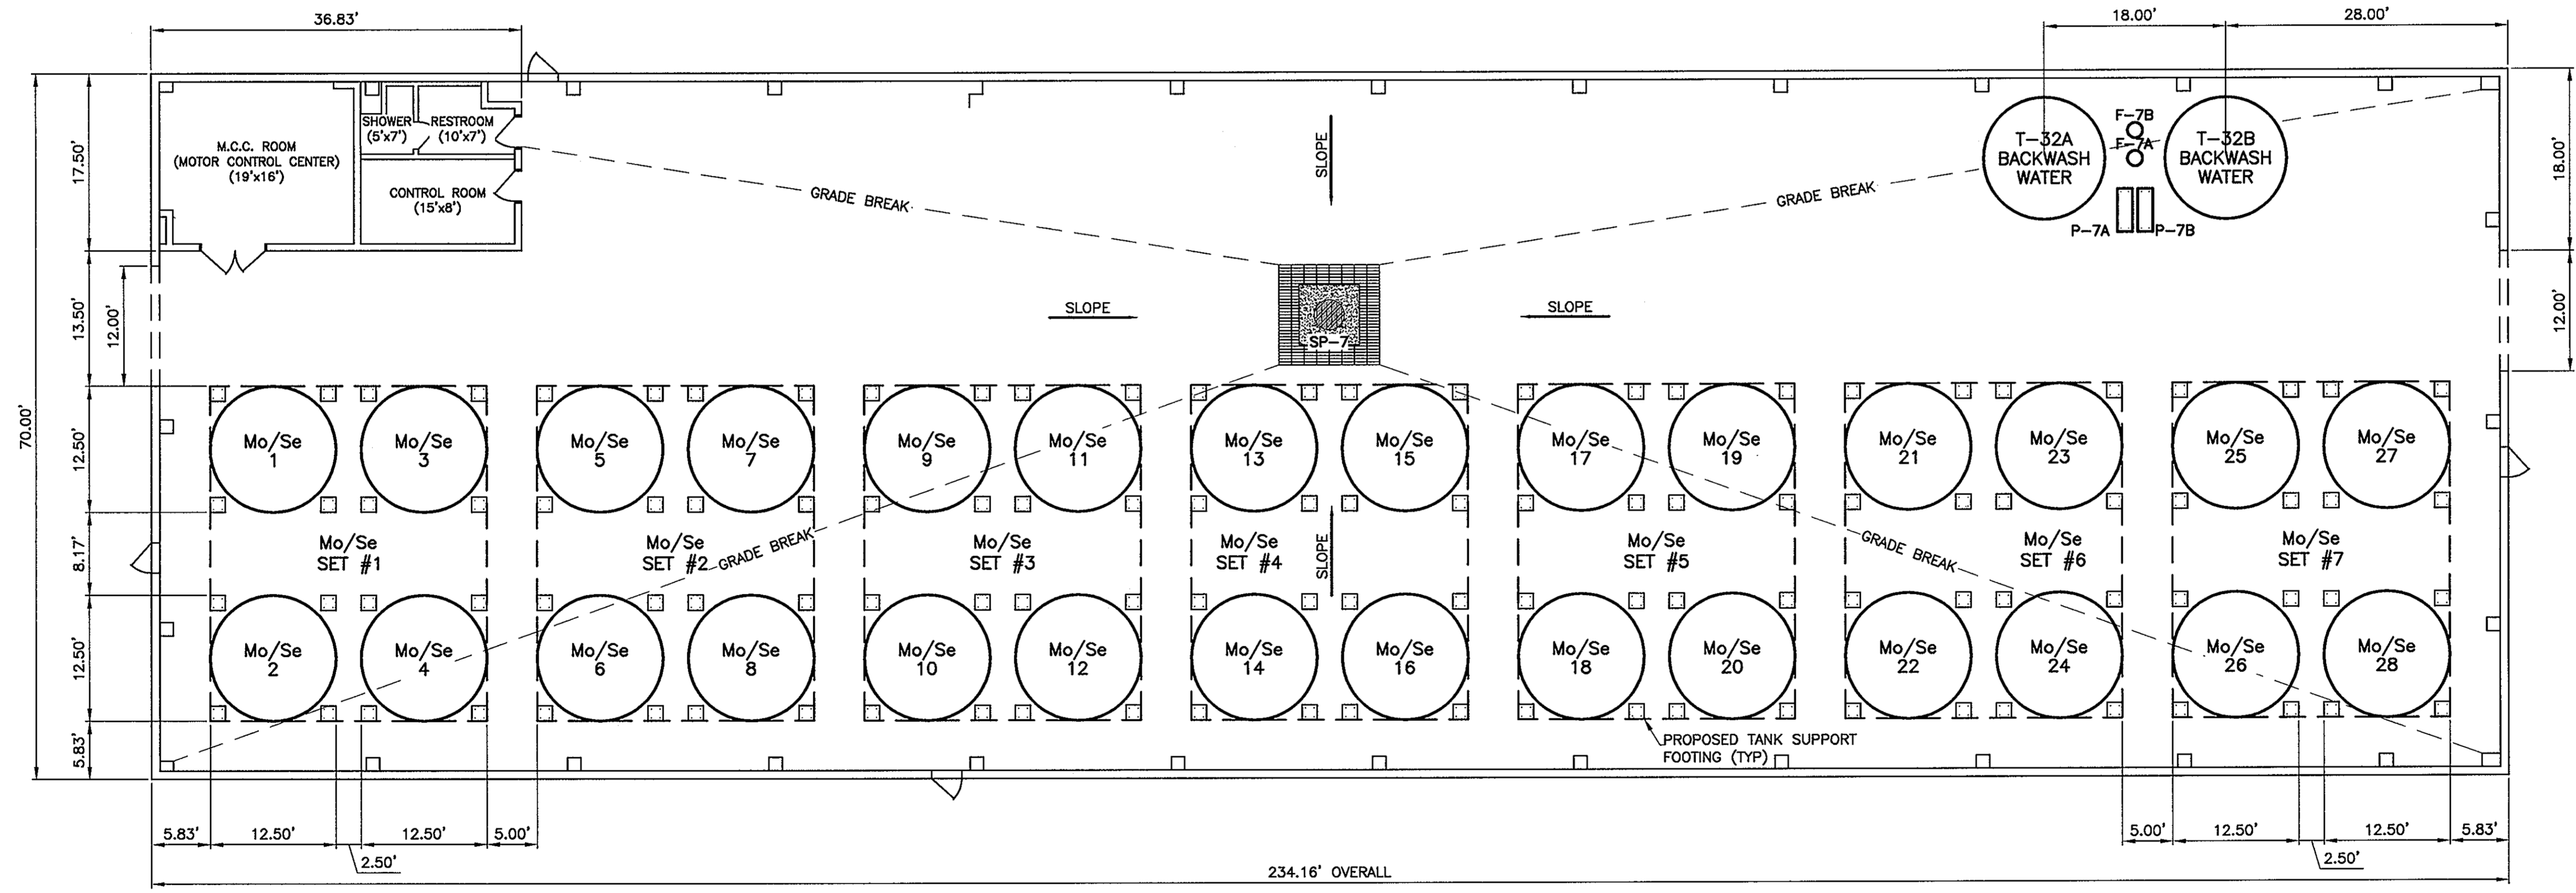 36.83'
18.00'
28.00'
17.50'
M.C.C. ROOM
(MOTOR CONTROL CENTER)
(19'x16')
SHOWER
(5'x7')
RESTROOM
(10'x7')
CONTROL ROOM
(15'x8')
GRADE BREAK
SLOPE
GRADE BREAK
T-32A
BACKWASH
WATER
F-7B
F-7A
T-32B
BACKWASH
WATER
P-7A
P-7B
18.00'
13.50'
12.00'
SLOPE
SP-7
SLOPE
12.00'
70.00'
12.50'
Mo/Se
1
Mo/Se
3
Mo/Se
5
Mo/Se
7
Mo/Se
9
Mo/Se
11
Mo/Se
13
Mo/Se
15
Mo/Se
17
Mo/Se
19
Mo/Se
21
Mo/Se
23
Mo/Se
25
Mo/Se
27
8.17'
Mo/Se
SET #1
Mo/Se
SET #2
GRADE BREAK
Mo/Se
SET #3
Mo/Se
SET #4
SLOPE
Mo/Se
SET #5
GRADE BREAK
Mo/Se
SET #6
Mo/Se
SET #7
12.50'
Mo/Se
2
Mo/Se
4
Mo/Se
6
Mo/Se
8
Mo/Se
10
Mo/Se
12
Mo/Se
14
Mo/Se
16
Mo/Se
18
Mo/Se
20
Mo/Se
22
Mo/Se
24
Mo/Se
26
Mo/Se
28
5.83'
PROPOSED TANK SUPPORT
FOOTING (TYP)
5.83'
12.50'
12.50'
5.00'
2.50'
5.00'
12.50'
12.50'
5.83'
2.50'
234.16' OVERALL